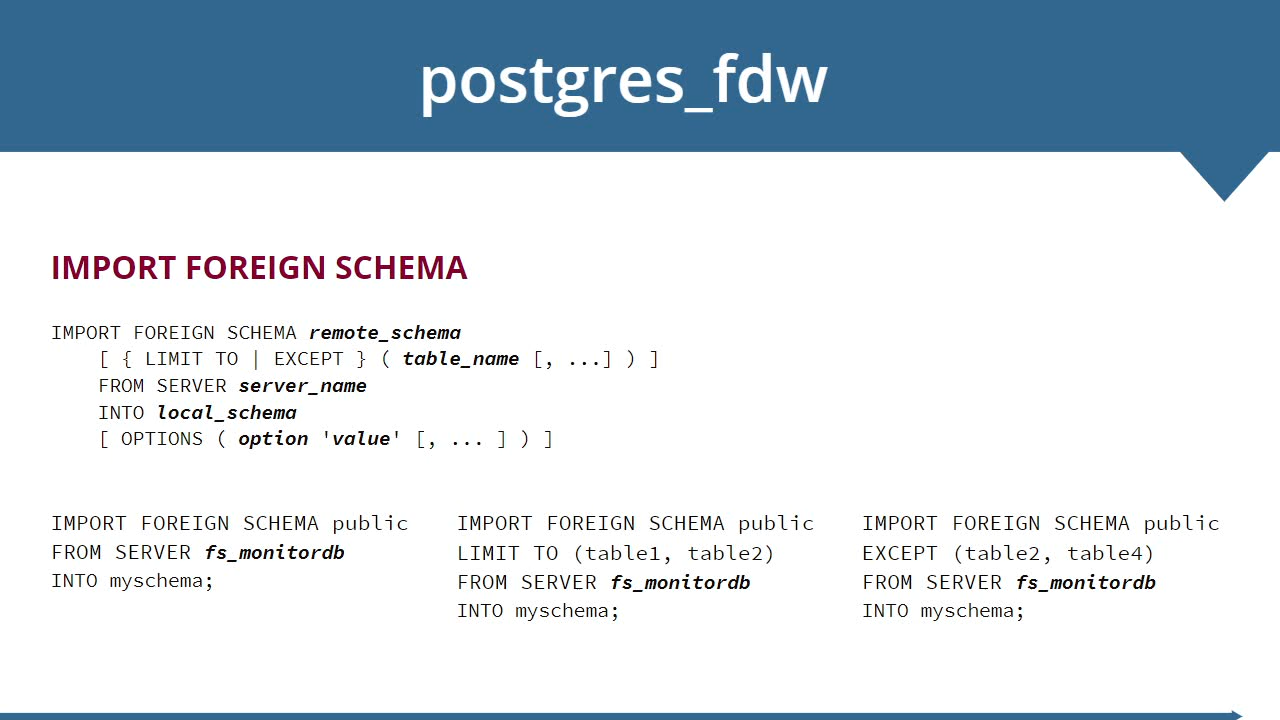 postgres_fdw
IMPORT FOREIGN SCHEMA
IMPORT FOREIGN SCHEMA remote_schema
[ { LIMIT TO | EXCEPT } ( table_name [, ...] ) ]
FROM SERVER server_name
INTO local_schema
[ OPTIONS ( option 'value' [, ... ] ) ]
IMPORT FOREIGN SCHEMA public
FROM SERVER fs_monitordb
INTO myschema;
IMPORT FOREIGN SCHEMA public
LIMIT TO (table1, table2)
FROM SERVER fs_monitordb
INTO myschema;
IMPORT FOREIGN SCHEMA public
EXCEPT (table2, table4)
FROM SERVER fs_monitordb
INTO myschema;